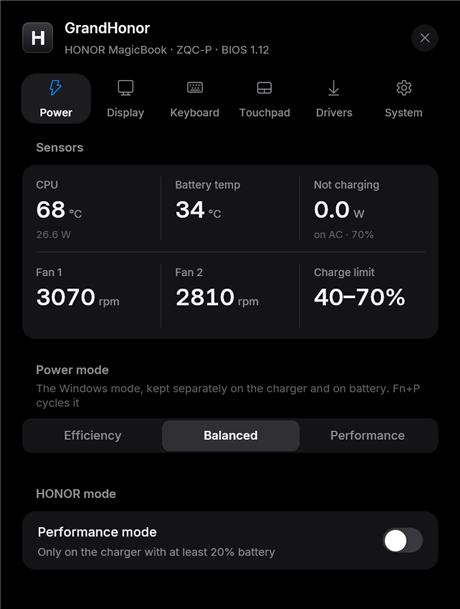 H
GrandHonor
HONOR MagicBook · ZQC-P · BIOS 1.12
Power
Display
Keyboard
Touchpad
Drivers
System
Sensors
CPU
68 °C
26.6 W
Battery temp
34 °C
Not charging
0.0 W
on AC · 70%
Fan 1
3070 rpm
Fan 2
2810 rpm
Charge limit
40–70%
Power mode
The Windows mode, kept separately on the charger and on battery. Fn+P
cycles it
Efficiency
Balanced
Performance
HONOR mode
Performance mode
Only on the charger with at least 20% battery